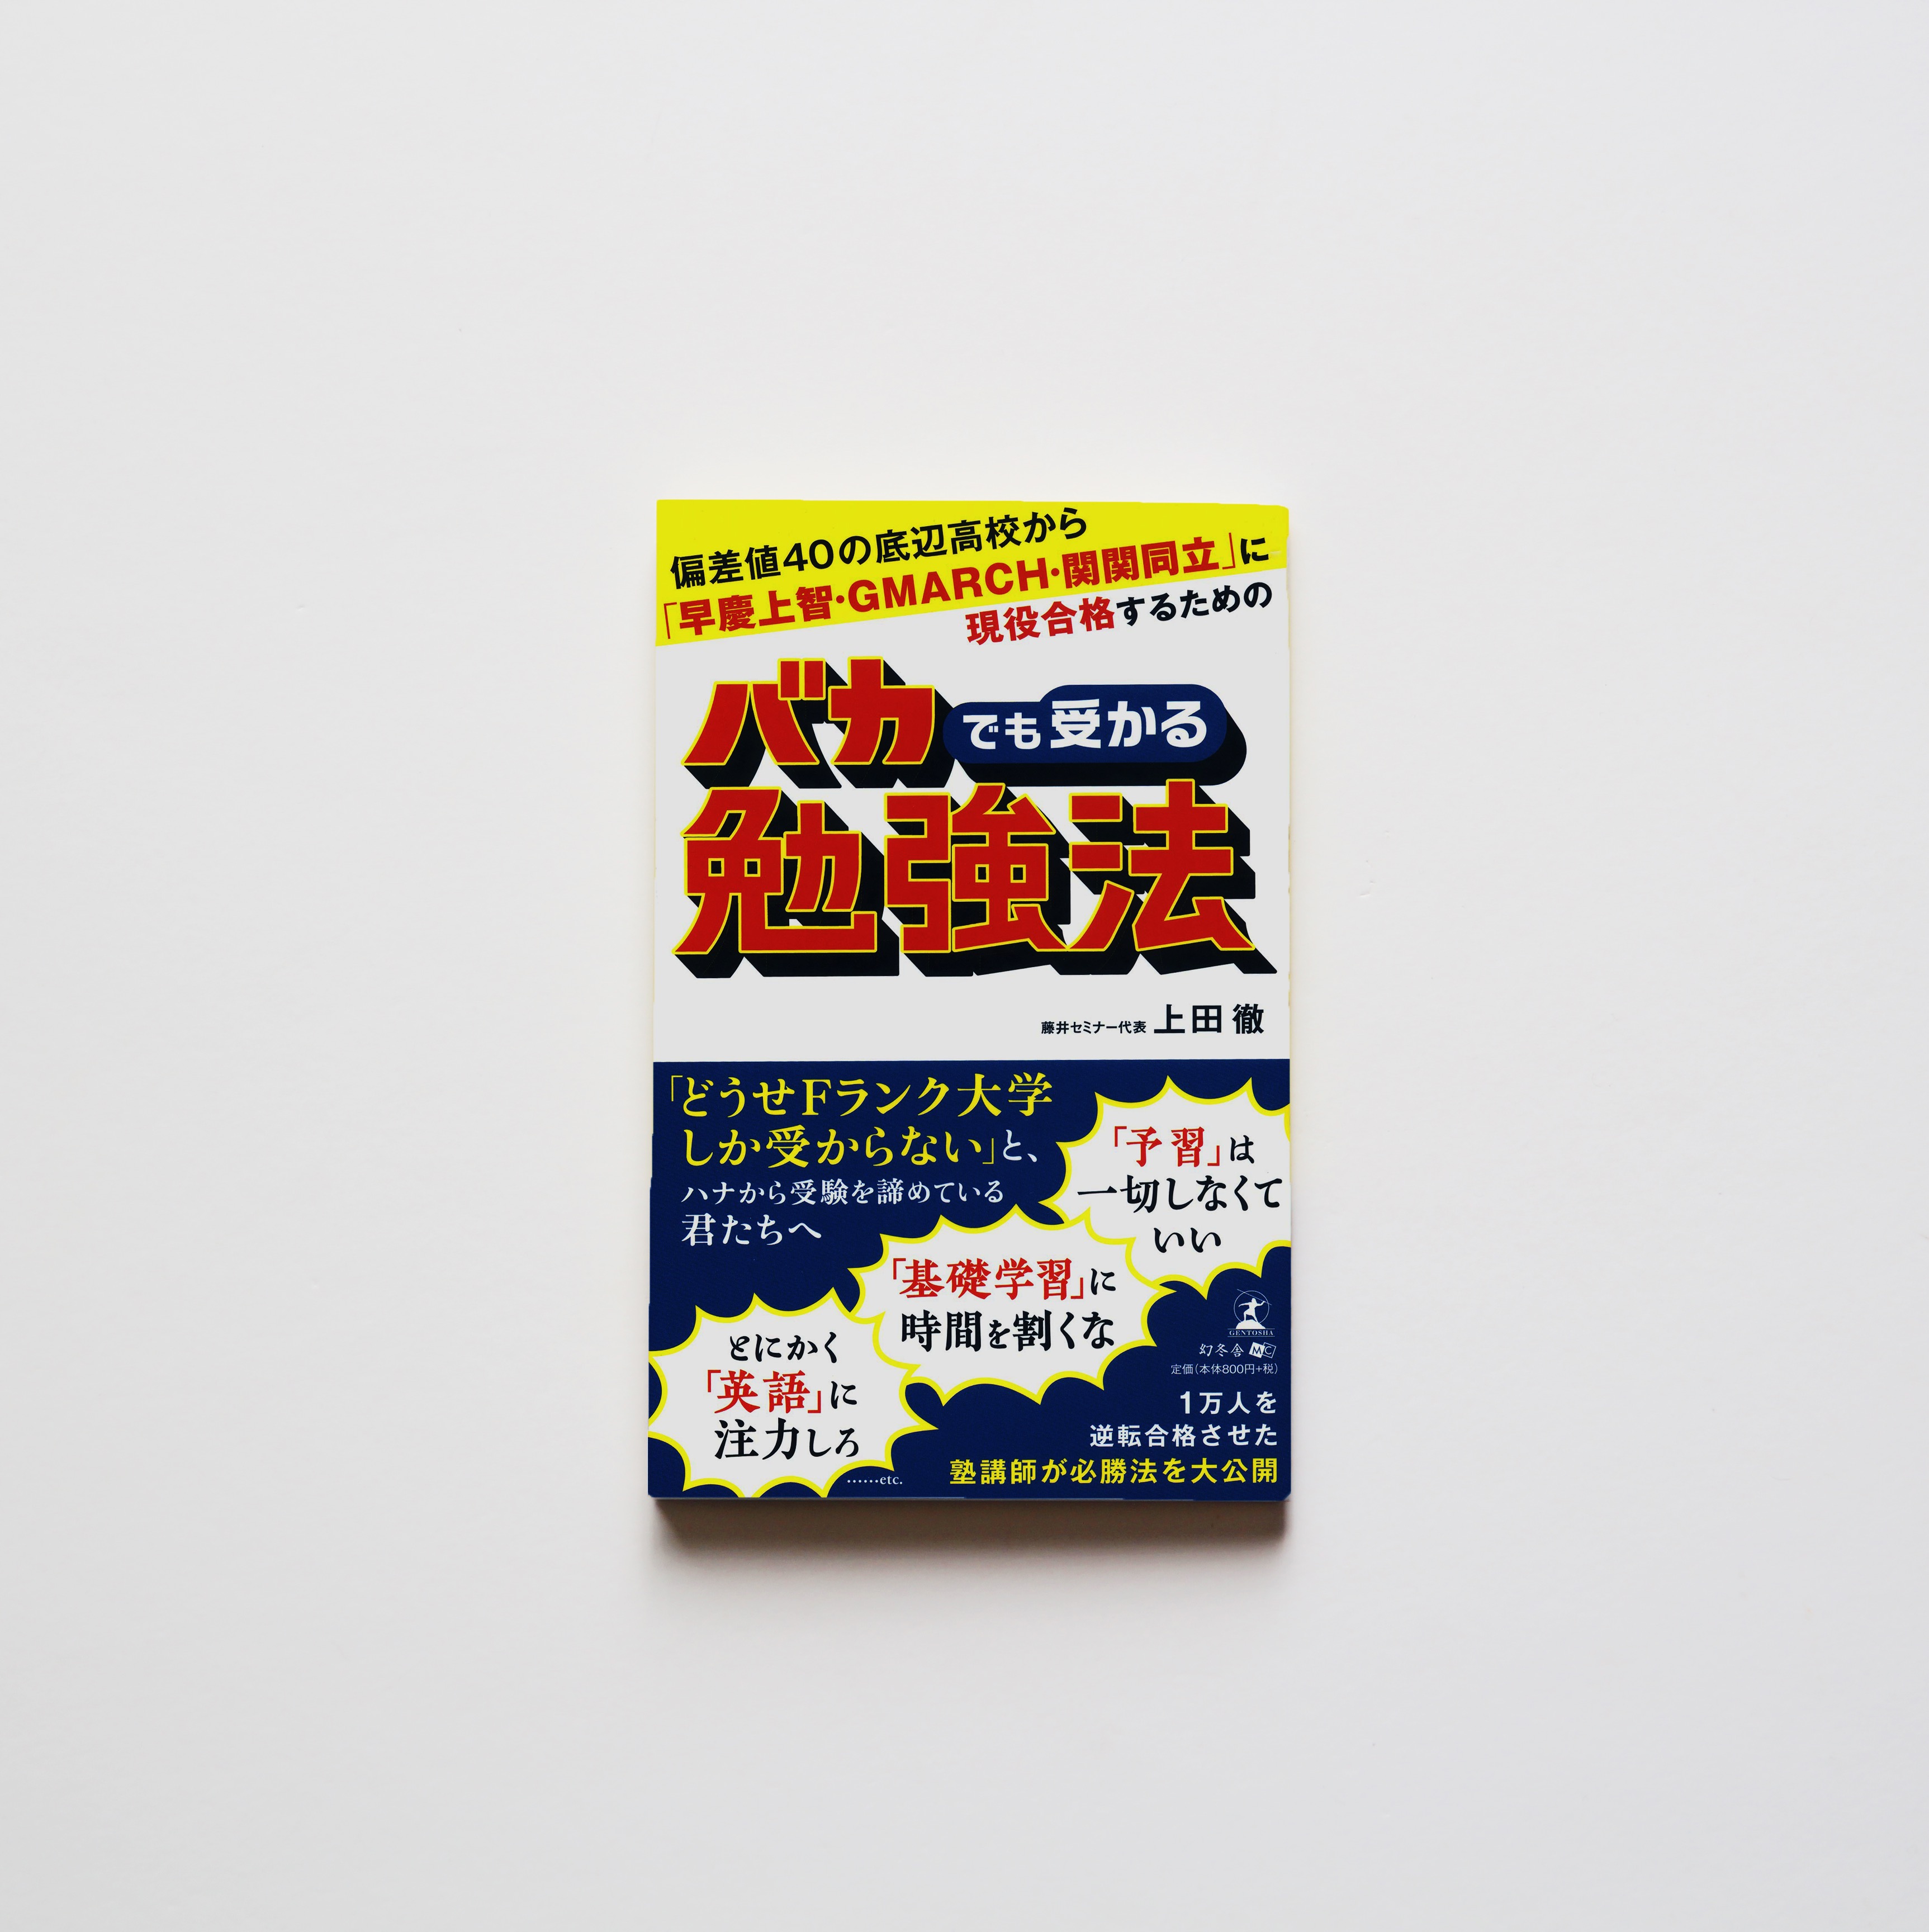 偏差値40の底辺高校から
「早慶上智・GMARCH・関関同立」に
現役合格するための
バカでも受かる
勉強法
藤井セミナー代表 上田 徹
「どうせFランク大学
しか受からない」と、
ハナから受験を諦めている
君たちへ
「予習」は
一切しなくて
いい
「基礎学習」に
時間を割くな
とにかく
「英語」に
注力しろ
……etc.
GENTOSHA
幻冬舎 MC
定価(本体800円+税)
1万人を
逆転合格させた
塾講師が必勝法を大公開